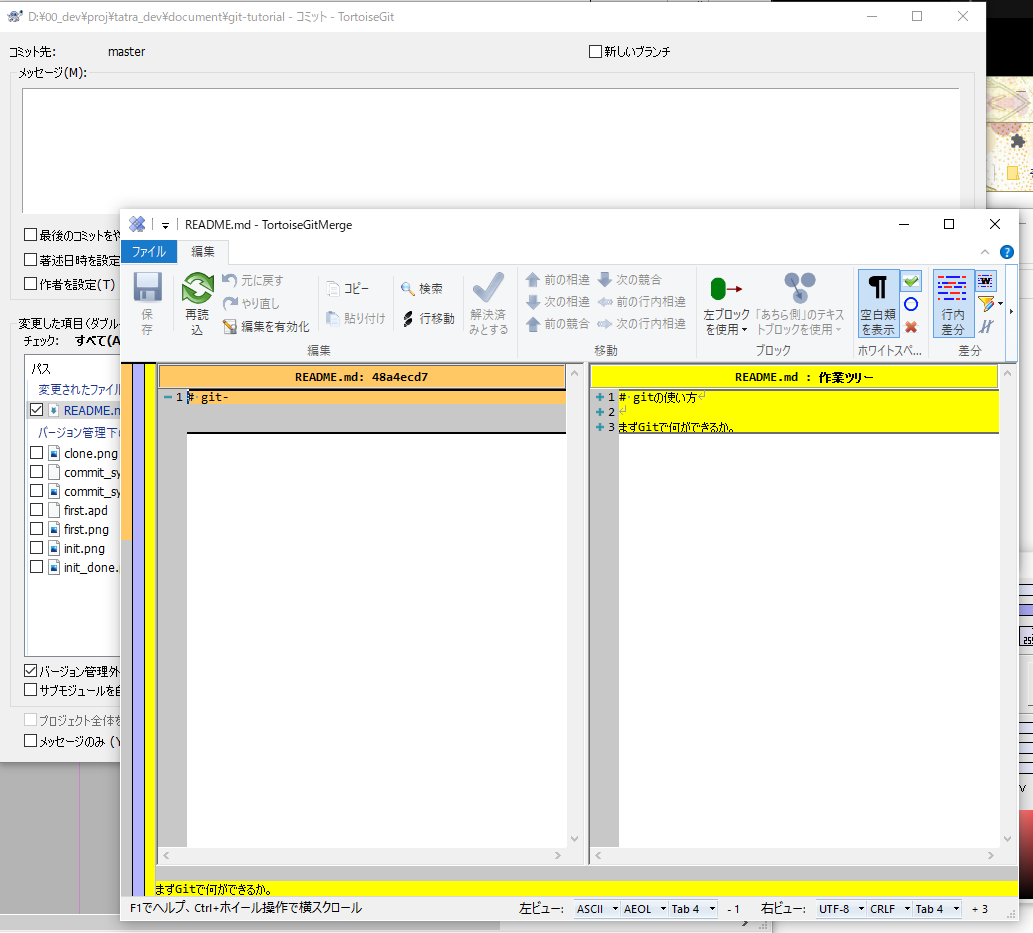 D:¥00_dev¥proj¥tatra_dev¥document¥git-tutorial - コミット - TortoiseGit
コミット先: master 新しいブランチ
メッセージ(M):
最後のコミットをや
著述日時を設定
作者を設定(T)
変更した項目(ダブル
チェック: すべて(A
パス
変更されたファイル
README.m
バージョン管理下
clone.png
commit_sy
commit_sy
first.apd
first.png
init.png
init_done.
バージョン管理外
サブモジュールを自
プロジェクト全体を
メッセージのみ (Y
README.md - TortoiseGitMerge
ファイル 編集
保存
再読込
元に戻す
やり直し
編集を有効化
コピー
貼り付け
検索
行移動
解決済みとする
編集
前の相違 次の競合
次の相違 前の行内相違
前の競合 次の行内相違
移動
左ブロックを使用
「あちら側」のテキストブロックを使用
ブロック
空白類を表示
ホワイトスペ...
行内差分
差分
README.md: 48a4ecd7
1 # git-
README.md : 作業ツリー
1 # gitの使い方
2
3 まずGitで何ができるか。
まずGitで何ができるか。
F1でヘルプ、Ctrl+ホイール操作で横スクロール 左ビュー: ASCII AEOL Tab 4 - 1 右ビュー: UTF-8 CRLF Tab 4 + 3